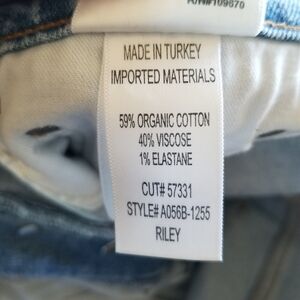 MADE IN TURKEY
IMPORTED MATERIALS
59% ORGANIC COTTON
40% VISCOSE
1% ELASTANE
CUT# 57331
STYLE# A056B-1255
RILEY